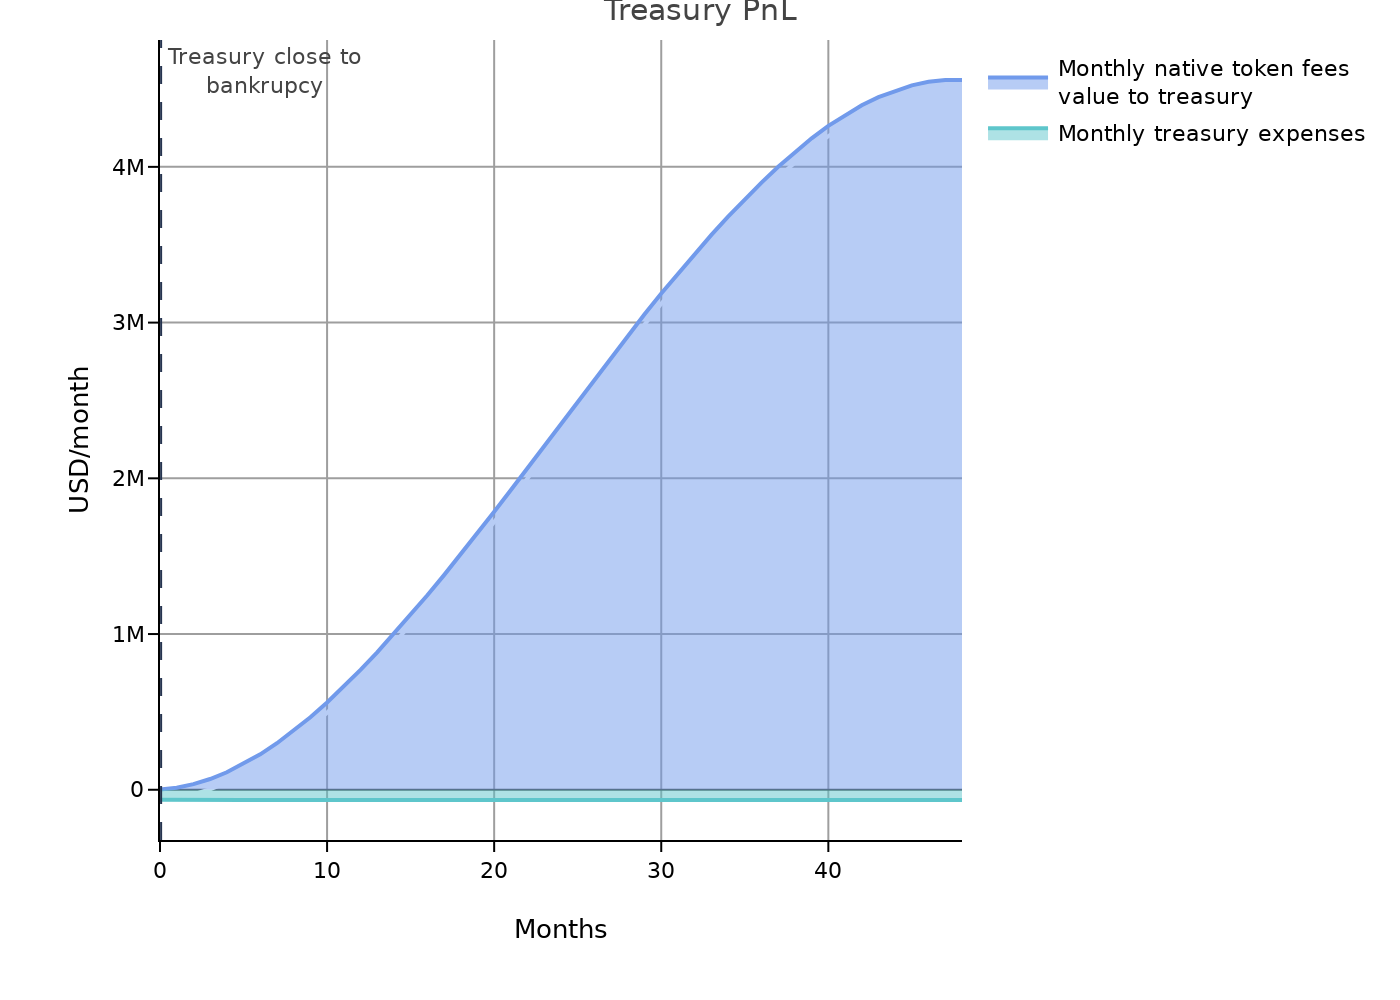 Treasury PnL
Treasury close to
bankrupcy
Monthly native token fees
value to treasury
Monthly treasury expenses
4M
3M
2M
1M
0
USD/month
0 10 20 30 40
Months